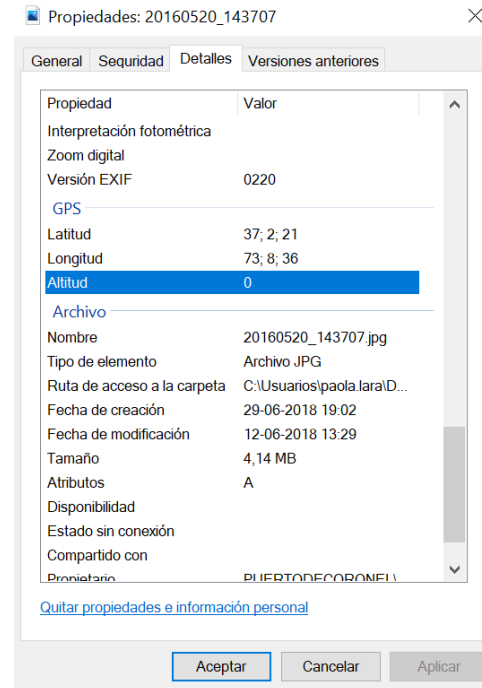 Propiedades: 20160520_143707
General Seguridad Detalles Versiones anteriores
Propiedad Valor
Interpretación fotométrica
Zoom digital
Versión EXIF 0220
GPS
Latitud 37; 2; 21
Longitud 73; 8; 36
Altitud 0
Archivo
Nombre 20160520_143707.jpg
Tipo de elemento Archivo JPG
Ruta de acceso a la carpeta C:\Usuarios\paola.lara\D...
Fecha de creación 29-06-2018 19:02
Fecha de modificación 12-06-2018 13:29
Tamaño 4,14 MB
Atributos A
Disponibilidad
Estado sin conexión
Compartido con
Propietario PUERTODECORONEL\
Quitar propiedades e información personal
Aceptar Cancelar Aplicar